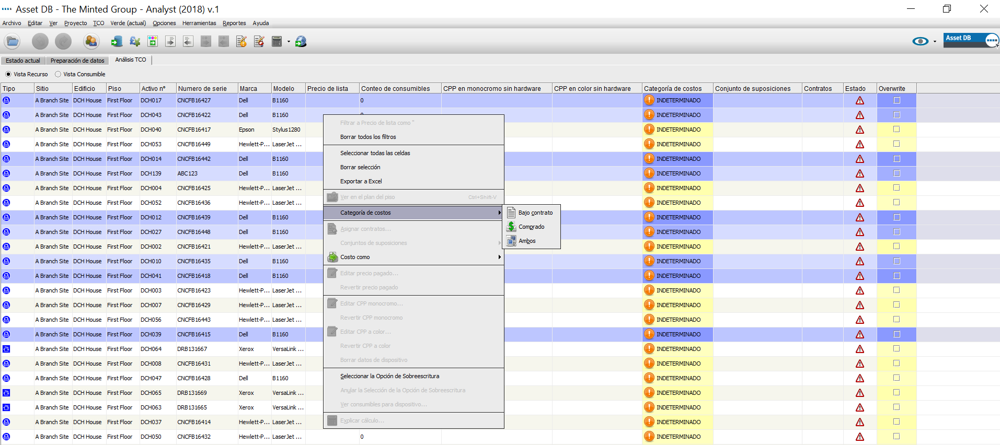 Asset DB - The Minted Group - Analyst (2018) v.1
Archivo Editar Ver Proyecto TCO Verde (actual) Opciones Herramientas Reportes Ayuda
Asset DB
Estado actual Preparación de datos Análisis TCO
Vista Recurso Vista Consumible
Tipo Sitio Edificio Piso Activo nº Numero de serie Marca Modelo Precio de lista Conteo de consumibles CPP en monocromo sin hardware CPP en color sin hardware Categoría de costos Conjunto de suposiciones Contratos Estado Overwrite
A Branch Site DCH House First Floor DCH017 CNCFB16427 Dell B1160 0 INDETERMINADO
A Branch Site DCH House First Floor DCH043 CNCFB16422 Dell B1160 INDETERMINADO
A Branch Site DCH House First Floor DCH040 CNCFB16417 Epson Stylus1280 INDETERMINADO
A Branch Site DCH House First Floor DCH053 CNCFB16449 Hewlett-P... LaserJet ... INDETERMINADO
A Branch Site DCH House First Floor DCH014 CNCFB16442 Dell B1160 INDETERMINADO
A Branch Site DCH House First Floor DCH139 ABC123 Dell B1160 INDETERMINADO
A Branch Site DCH House First Floor DCH004 CNCFB16425 Hewlett-P... LaserJet ... INDETERMINADO
A Branch Site DCH House First Floor DCH052 CNCFB16436 Hewlett-P... LaserJet ... INDETERMINADO
A Branch Site DCH House First Floor DCH012 CNCFB16439 Dell B1160 INDETERMINADO
A Branch Site DCH House First Floor DCH027 CNCFB16448 Dell B1160 INDETERMINADO
A Branch Site DCH House First Floor DCH002 CNCFB16421 Hewlett-P... LaserJet ... INDETERMINADO
A Branch Site DCH House First Floor DCH010 CNCFB16435 Dell B1160 INDETERMINADO
A Branch Site DCH House First Floor DCH041 CNCFB16418 Dell B1160 INDETERMINADO
A Branch Site DCH House First Floor DCH003 CNCFB16423 Hewlett-P... LaserJet ... INDETERMINADO
A Branch Site DCH House First Floor DCH007 CNCFB16429 Hewlett-P... LaserJet ... INDETERMINADO
A Branch Site DCH House First Floor DCH056 CNCFB16443 Hewlett-P... LaserJet ... INDETERMINADO
A Branch Site DCH House First Floor DCH039 CNCFB16415 Dell B1160 INDETERMINADO
A Branch Site DCH House First Floor DCH064 DRB131667 Xerox VersaLink ... INDETERMINADO
A Branch Site DCH House First Floor DCH008 CNCFB16431 Hewlett-P... LaserJet ... INDETERMINADO
A Branch Site DCH House First Floor DCH047 CNCFB16428 Dell B1160 INDETERMINADO
A Branch Site DCH House First Floor DCH065 DRB131669 Xerox VersaLink ... INDETERMINADO
A Branch Site DCH House First Floor DCH063 DRB131665 Xerox VersaLink ... INDETERMINADO
A Branch Site DCH House First Floor DCH037 CNCFB16414 Hewlett-P... LaserJet ... INDETERMINADO
A Branch Site DCH House First Floor DCH050 CNCFB16432 Hewlett-P... LaserJet ... 0 INDETERMINADO
Filtrar a Precio de lista como ''
Borrar todos los filtros
Seleccionar todas las celdas
Borrar selección
Exportar a Excel
Ver en el plan del piso Ctrl+Shift-V
Categoría de costos
Asignar contratos...
Conjuntos de suposiciones
Costo como
Editar precio pagado...
Revertir precio pagado
Editar CPP monocromo...
Revertir CPP monocromo
Editar CPP a color...
Revertir CPP a color
Borrar datos de dispositivo
Seleccionar la Opción de Sobreescritura
Anular la Selección de la Opción de Sobreescritura
Ver consumibles para dispositivo...
Explicar cálculo...
Bajo contrato
Comprado
Ambos